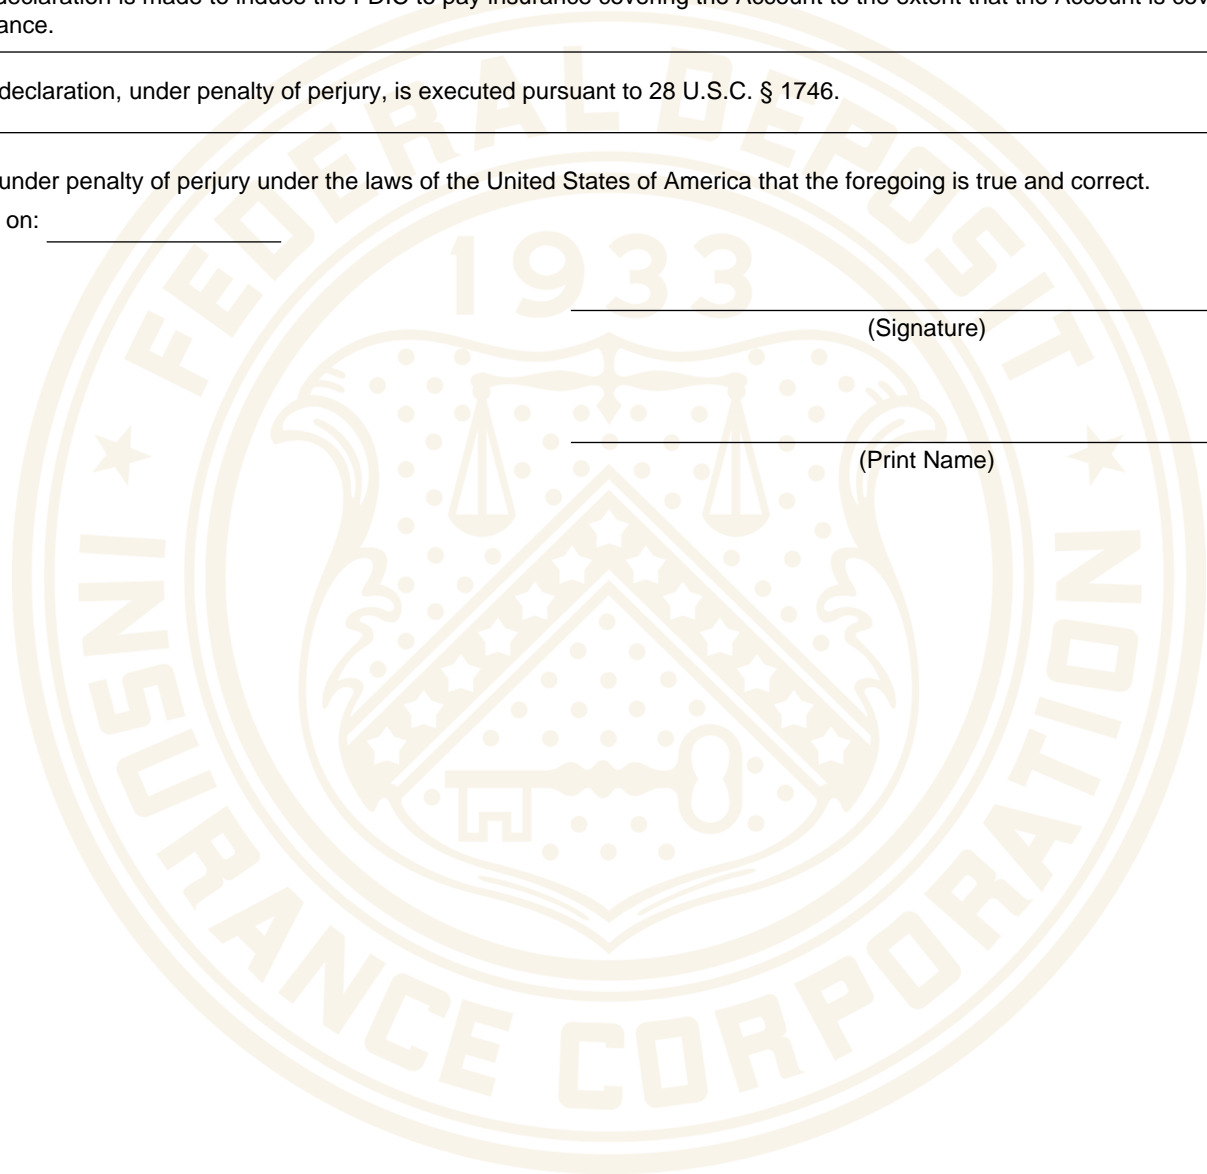 declaration is made to induce the FDIC to pay insurance covering the Account to the extent that the Account is cov
ance.
declaration, under penalty of perjury, is executed pursuant to 28 U.S.C. § 1746.
under penalty of perjury under the laws of the United States of America that the foregoing is true and correct.
on:
(Signature)
(Print Name)
FEDERAL DEPOSIT
1933
INSURANCE CORPORATION